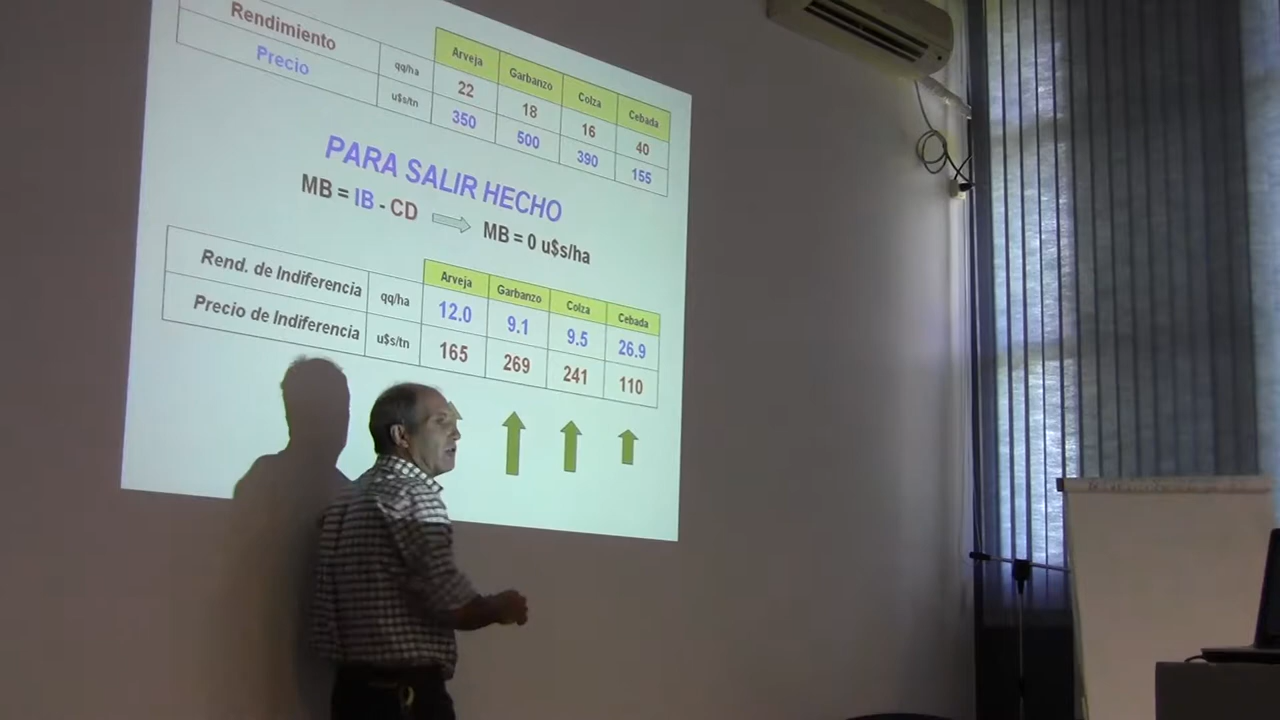 Arveja Garbanzo Colza Cebada
Rendimiento qq/ha 22 18 16 40
Precio u$s/tn 350 500 390 155
PARA SALIR HECHO
MB = IB - CD MB = 0 u$s/ha
Arveja Garbanzo Colza Cebada
Rend. de Indiferencia qq/ha 12.0 9.1 9.5 26.9
Precio de Indiferencia u$s/tn 165 269 241 110